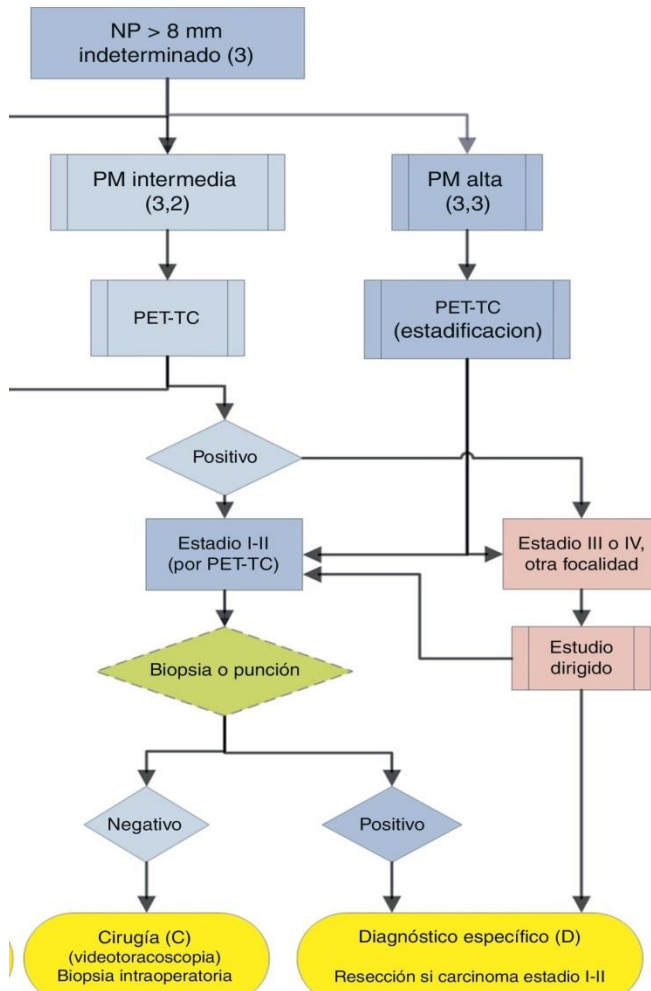 NP > 8 mm
indeterminado (3)
PM intermedia
(3,2)
PM alta
(3,3)
PET-TC
PET-TC
(estadificacion)
Positivo
Estadio I-II
(por PET-TC)
Estadio III o IV,
otra focalidad
Biopsia o punción
Estudio
dirigido
Negativo
Positivo
Cirugía (C)
(videotoracoscopia)
Biopsia intraoperatoria
Diagnóstico específico (D)
Resección si carcinoma estadio I-II